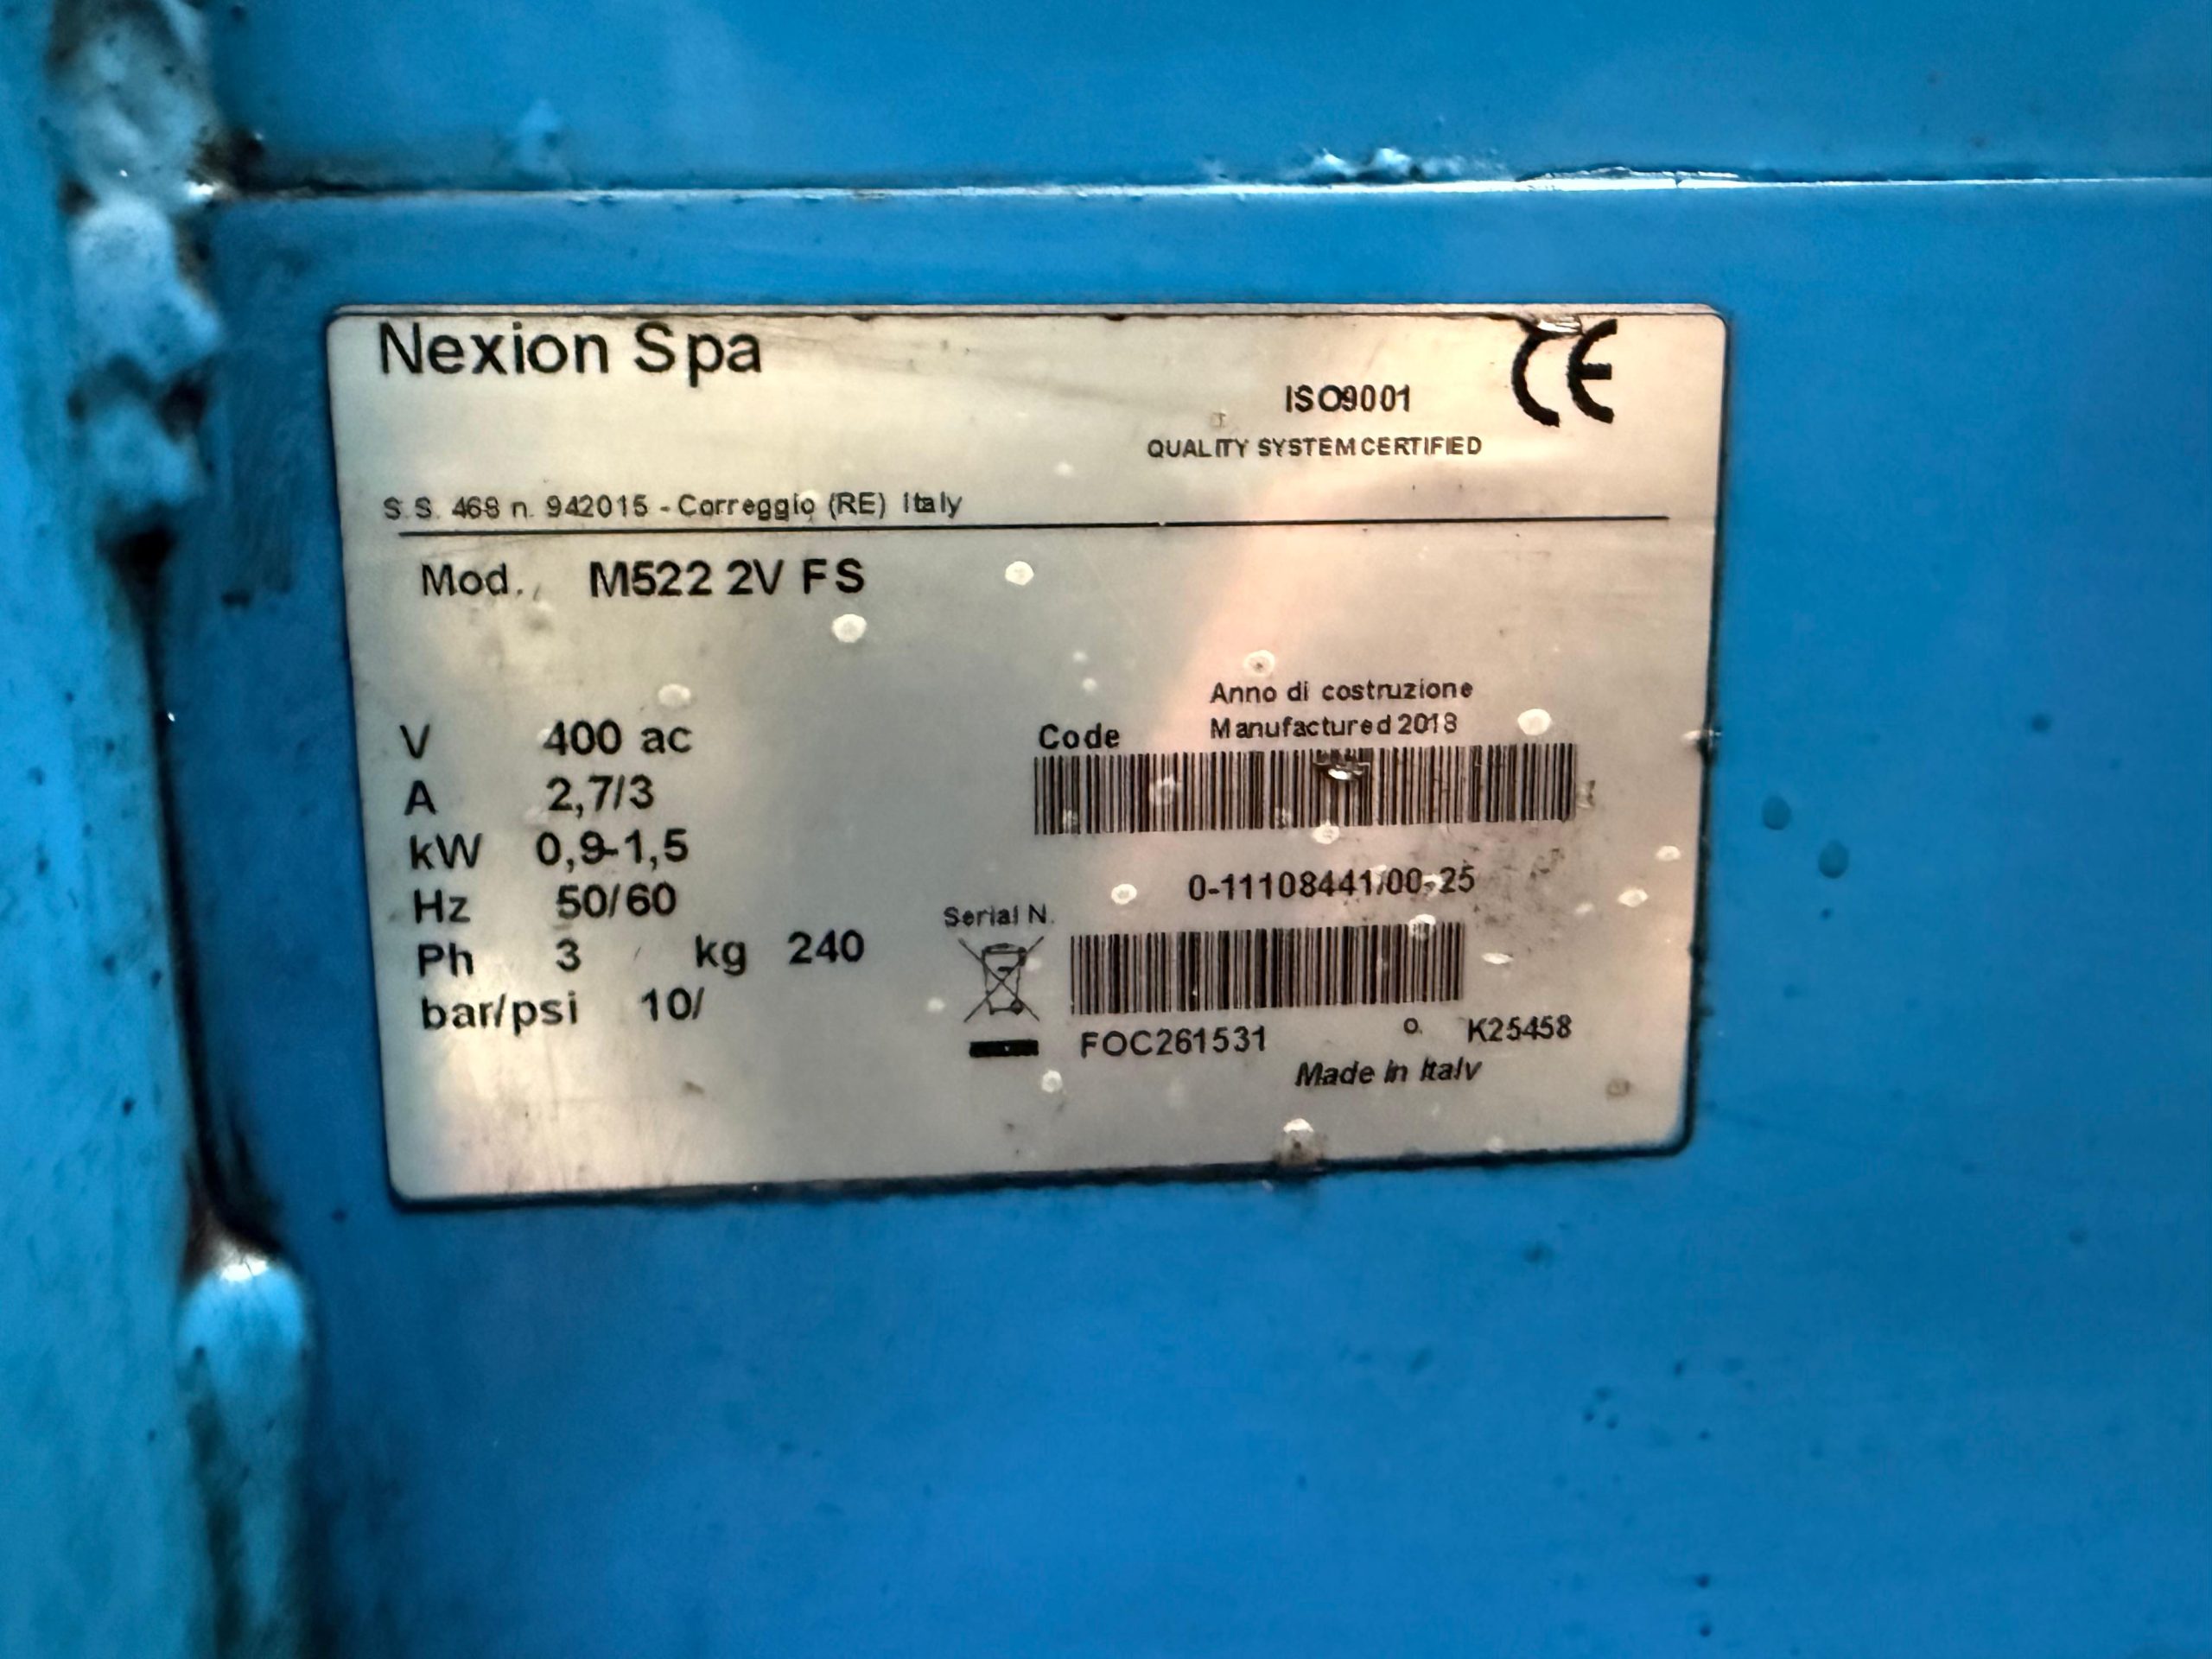 Nexion Spa
CE
ISO9001
QUALITY SYSTEM CERTIFIED
S.S. 468 n. 942015 - Correggio (RE) Italy
Mod. M522 2V FS
V 400 ac
A 2,7/3
kW 0,9-1,5
Hz 50/60
Ph 3 kg 240
bar/psi 10/
Anno di costruzione
Manufactured 2018
Code
0-11108441/00-25
Serial N.
FOC261531 o. K25458
Made in Italy